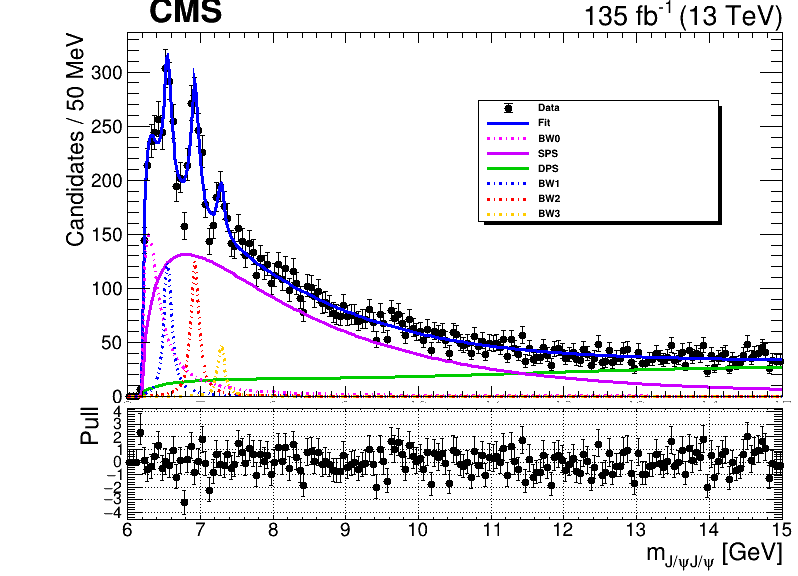 CMS
135 fb-1 (13 TeV)
Candidates / 50 MeV
300
250
200
150
100
50
0
Data
Fit
BW0
SPS
DPS
BW1
BW2
BW3
Pull
4
3
2
1
0
−1
−2
−3
−4
6 7 8 9 10 11 12 13 14 15
mJ/ψJ/ψ [GeV]